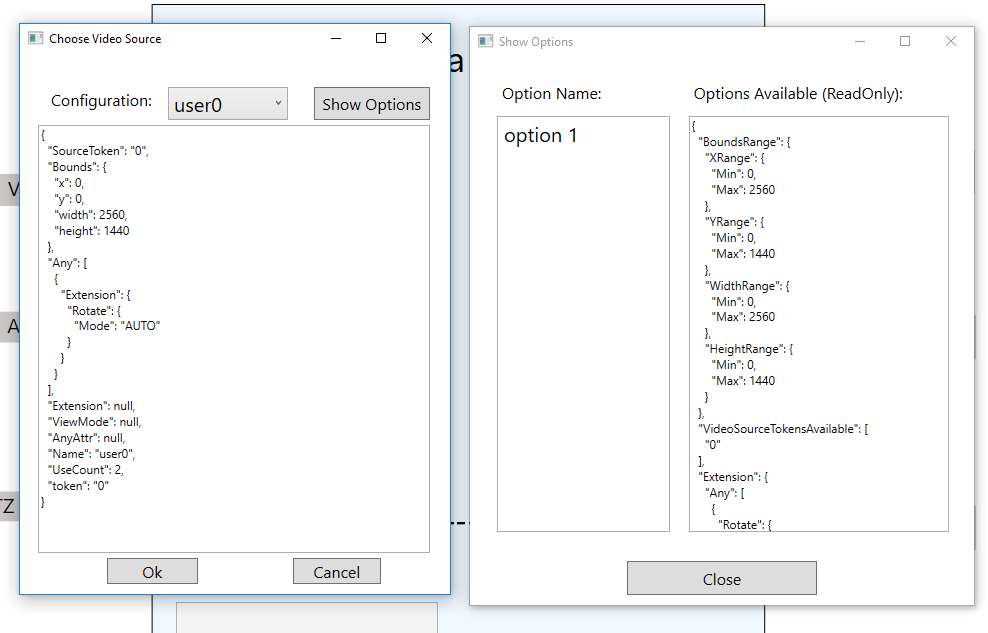 Choose Video Source
Configuration:
user0
Show Options
{
"SourceToken": "0",
"Bounds": {
"x": 0,
"y": 0,
"width": 2560,
"height": 1440
},
"Any": [
{
"Extension": {
"Rotate": {
"Mode": "AUTO"
}
}
}
],
"Extension": null,
"ViewMode": null,
"AnyAttr": null,
"Name": "user0",
"UseCount": 2,
"token": "0"
}
Ok
Cancel
V
A
TZ
a
Show Options
Option Name:
Options Available (ReadOnly):
option 1
{
"BoundsRange": {
"XRange": {
"Min": 0,
"Max": 2560
},
"YRange": {
"Min": 0,
"Max": 1440
},
"WidthRange": {
"Min": 0,
"Max": 2560
},
"HeightRange": {
"Min": 0,
"Max": 1440
}
},
"VideoSourceTokensAvailable": [
"0"
],
"Extension": {
"Any": [
{
"Rotate": {
Close